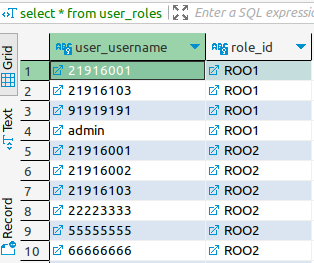 select * from user_roles
Enter a SQL expressi
Grid
Text
Record
ABC user_username ABC role_id
1 21916001 ROO1
2 21916103 ROO1
3 91919191 ROO1
4 admin ROO1
5 21916001 ROO2
6 21916002 ROO2
7 21916103 ROO2
8 22223333 ROO2
9 55555555 ROO2
10 66666666 ROO2